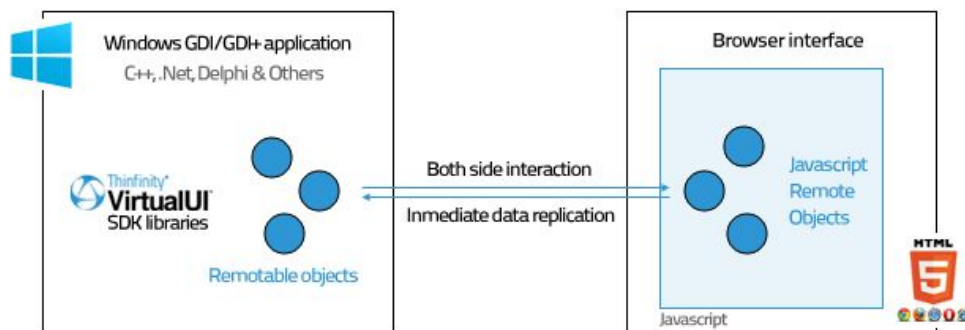 Windows GDI/GDI+ application
C++, .Net, Delphi & Others
Thinfinity®
VirtualUI™
SDK libraries
Remotable objects
Both side interaction
Inmediate data replication
Browser interface
Javascript
Remote
Objects
Javascript
HTML
5